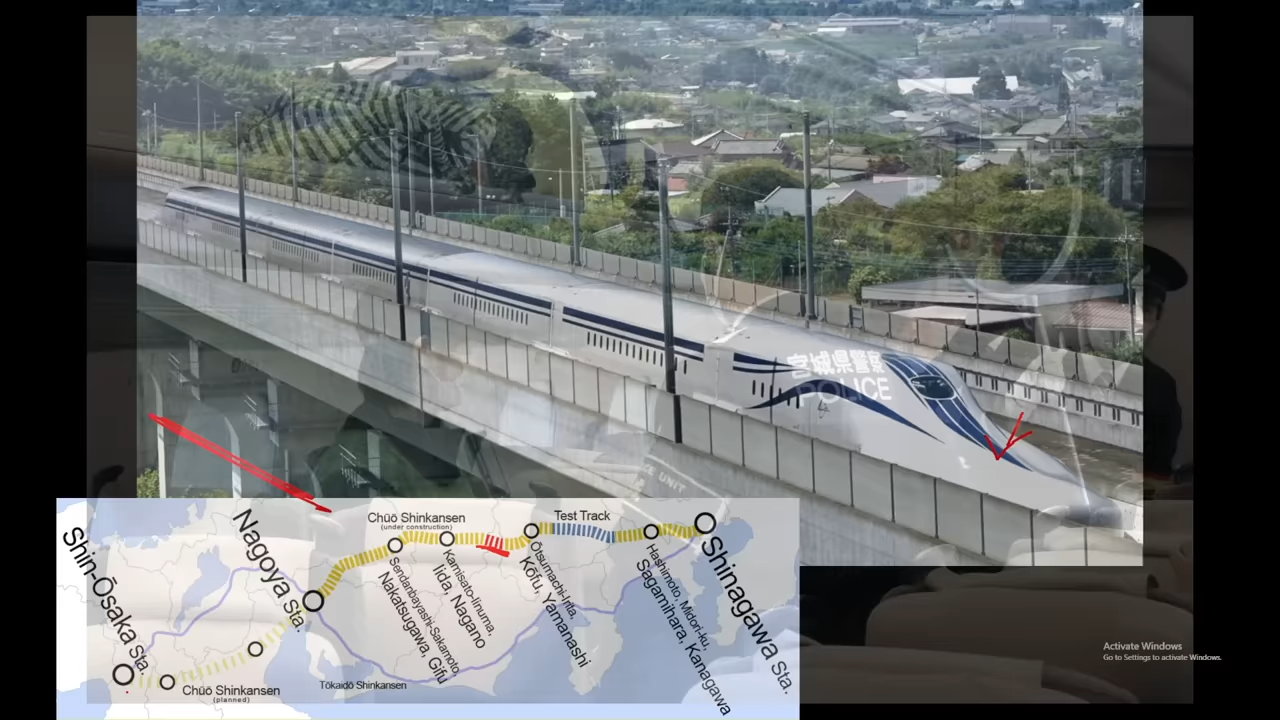 宮城県警察
POLICE
Shin-Ōsaka Sta.
Nagoya Sta.
Chūō Shinkansen
(under construction)
Test Track
Sendanbayashi-Sakamoto,
Nakatsugawa, Gifu
Kamisato-Iinuma,
Iida, Nagano
Ōtsumachi-Irita,
Kōfu, Yamanashi
Hashimoto, Midori-ku,
Sagamihara, Kanagawa
Shinagawa Sta.
Chūō Shinkansen
(planned)
Tōkaidō Shinkansen
Activate Windows
Go to Settings to activate Windows.